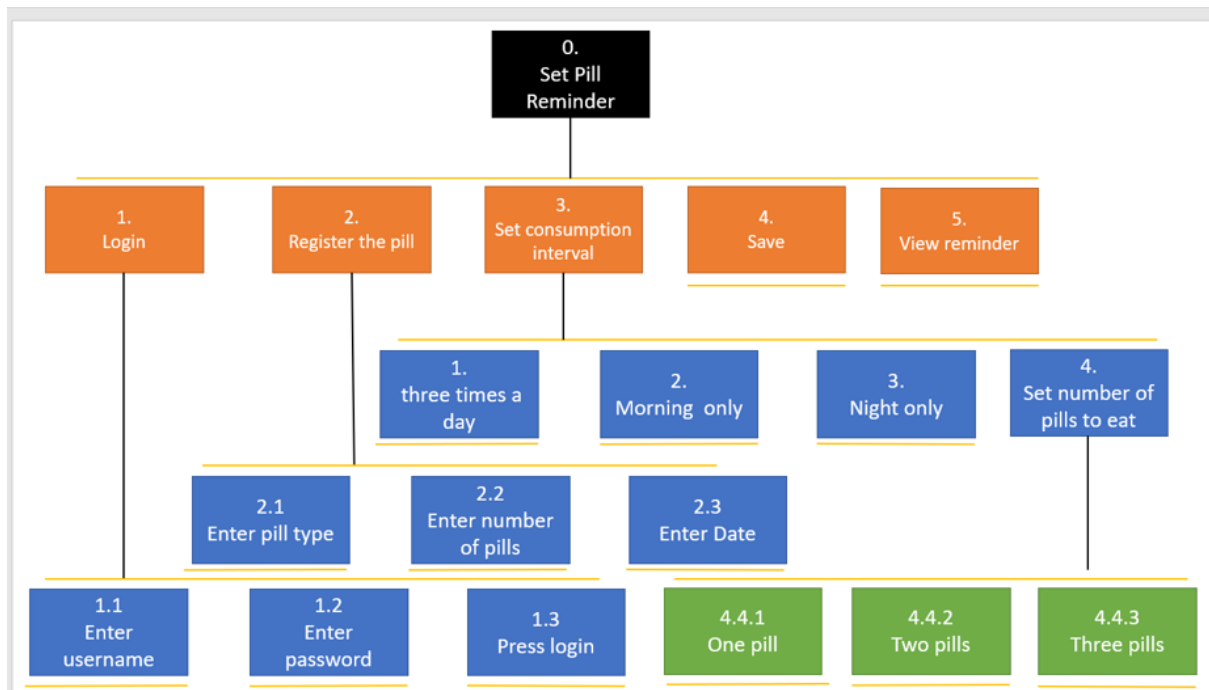 0.
Set Pill
Reminder
1.
Login
2.
Register the pill
3.
Set consumption
interval
4.
Save
5.
View reminder
1.
three times a
day
2.
Morning only
3.
Night only
4.
Set number of
pills to eat
2.1
Enter pill type
2.2
Enter number
of pills
2.3
Enter Date
1.1
Enter
username
1.2
Enter
password
1.3
Press login
4.4.1
One pill
4.4.2
Two pills
4.4.3
Three pills